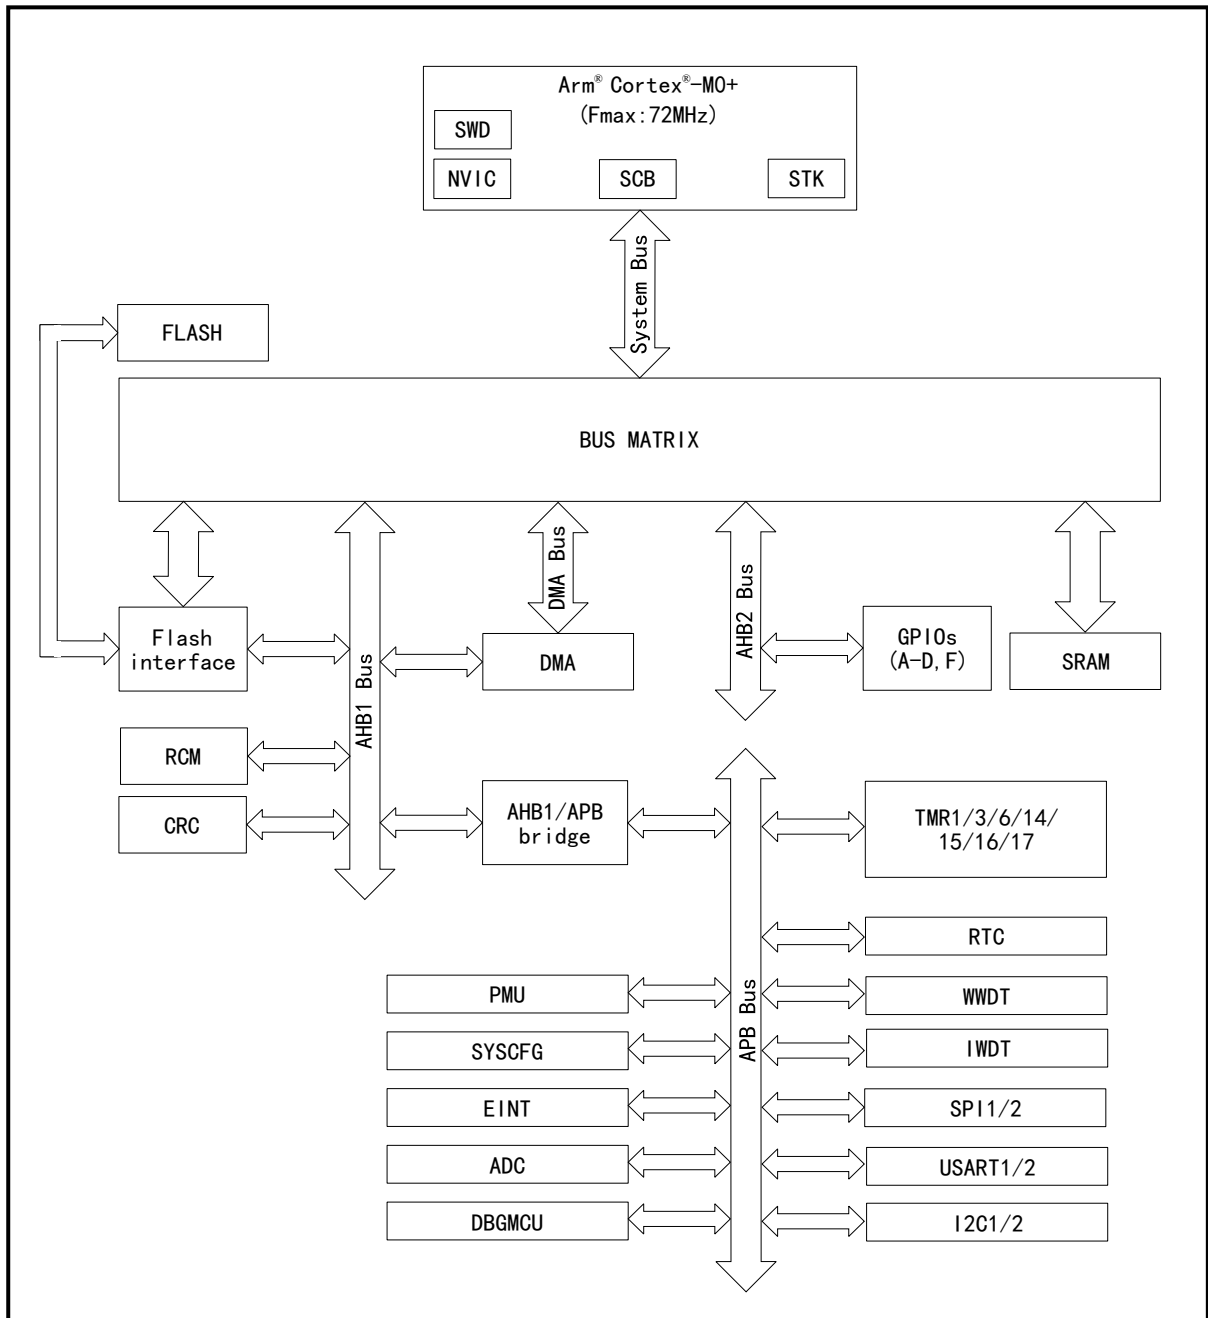 Arm® Cortex®-M0+
(Fmax:72MHz)
SWD
NVIC
SCB
STK
System Bus
FLASH
BUS MATRIX
DMA Bus
AHB1 Bus
AHB2 Bus
Flash
interface
DMA
GPIOs
(A-D,F)
SRAM
RCM
CRC
AHB1/APB
bridge
TMR1/3/6/14/
15/16/17
APB Bus
RTC
PMU
WWDT
SYSCFG
IWDT
EINT
SPI1/2
ADC
USART1/2
DBGMCU
I2C1/2